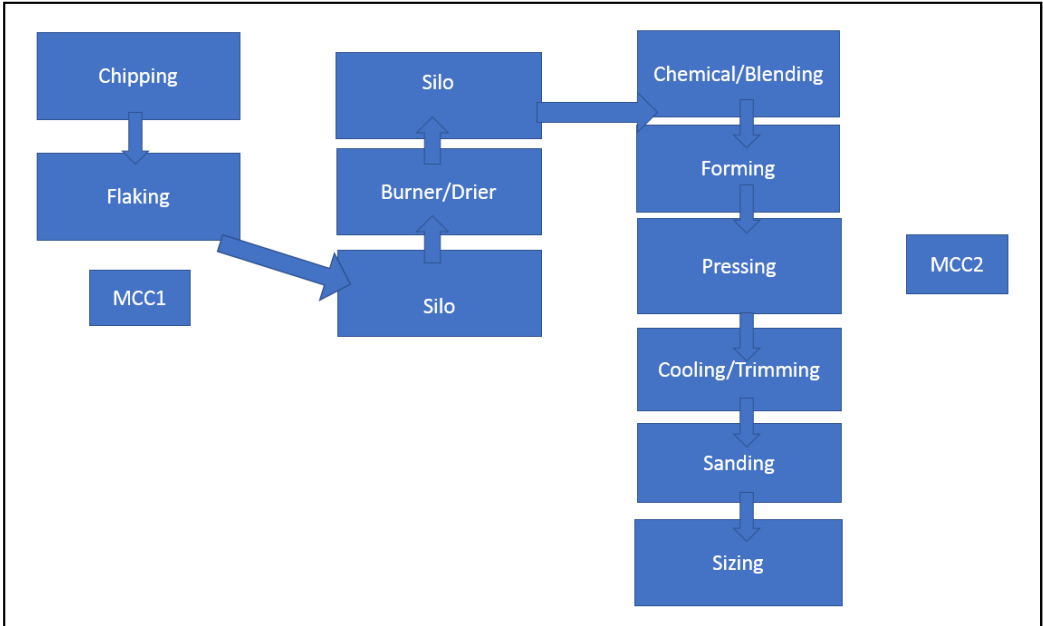 Chipping
Flaking
MCC1
Silo
Burner/Drier
Silo
Chemical/Blending
Forming
Pressing
Cooling/Trimming
Sanding
Sizing
MCC2